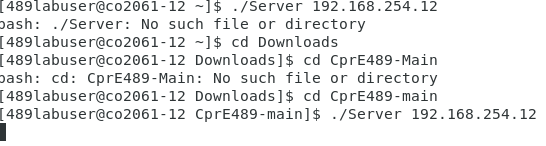 [489labuser@co2061-12 ~]$ ./Server 192.168.254.12
bash: ./Server: No such file or directory
[489labuser@co2061-12 ~]$ cd Downloads
[489labuser@co2061-12 Downloads]$ cd CprE489-Main
bash: cd: CprE489-Main: No such file or directory
[489labuser@co2061-12 Downloads]$ cd CprE489-main
[489labuser@co2061-12 CprE489-main]$ ./Server 192.168.254.12